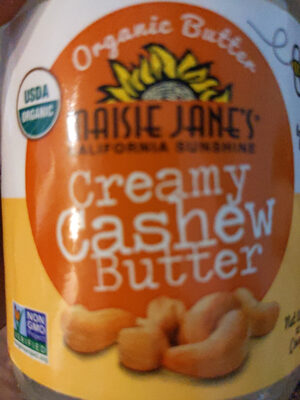 Organic Butter
USDA
ORGANIC
MAISIE JANE'S
CALIFORNIA SUNSHINE
Creamy
Cashew
Butter
NON
GMO